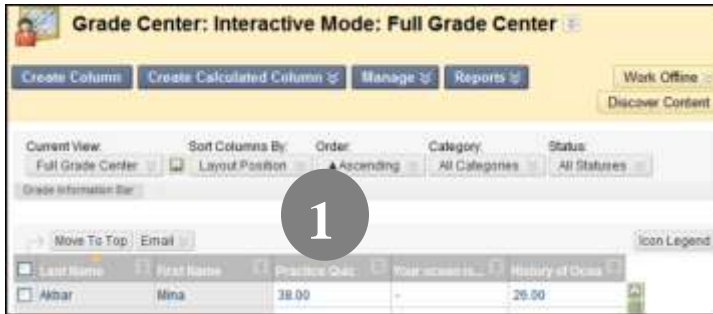 Grade Center: Interactive Mode: Full Grade Center
Create Column Create Calculated Column Manage Reports Work Offline
Discover Content
Current View: Sort Columns By: Order: Category: Status:
Full Grade Center Layout Position ▲Ascending All Categories All Statuses
Grade Information Bar
1
Move To Top Email Icon Legend
Last Name First Name Practice Quiz Your ocean is... History of Ocea
Akbar Mina 38.00 - 26.00